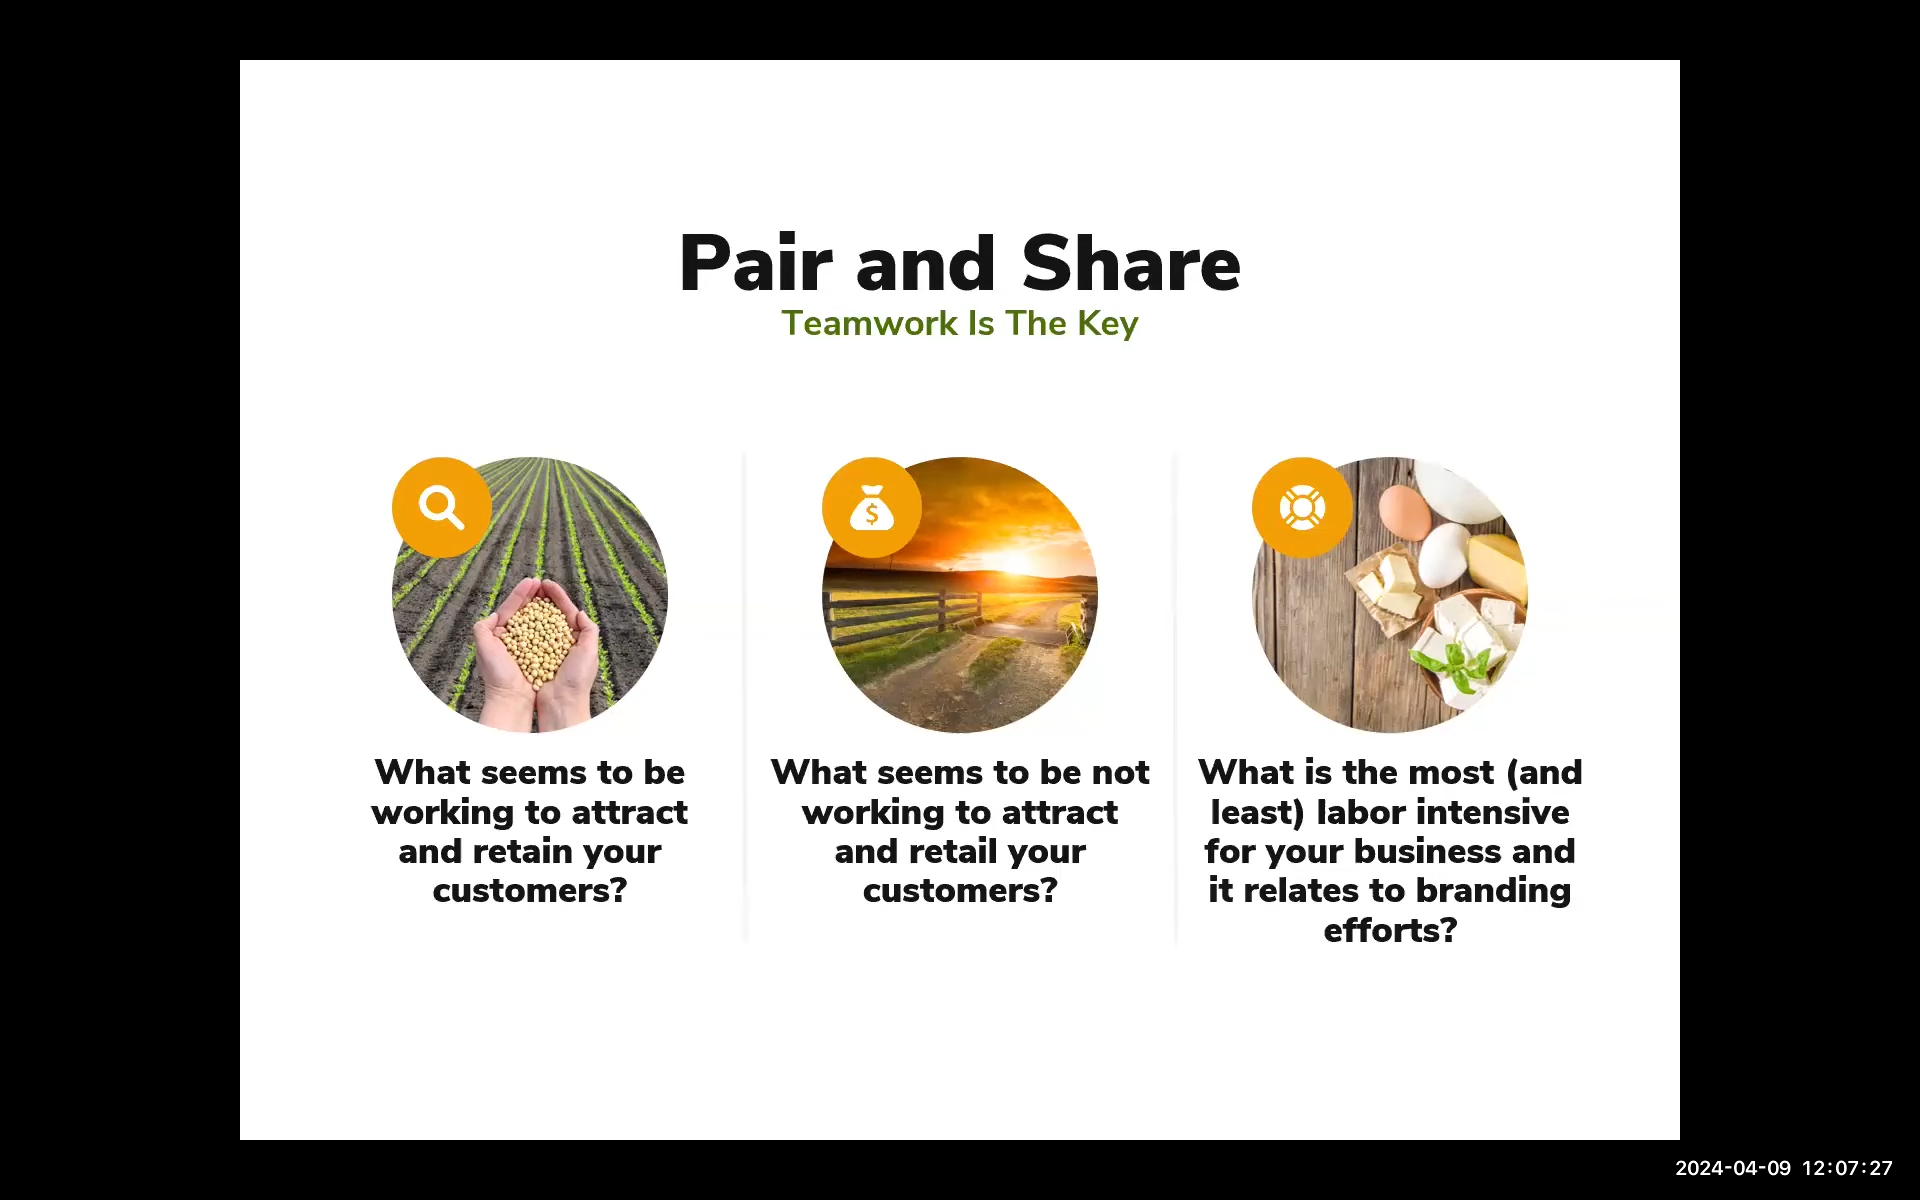 Pair and Share
Teamwork Is The Key
$
What seems to be
working to attract
and retain your
customers?
What seems to be not
working to attract
and retail your
customers?
What is the most (and
least) labor intensive
for your business and
it relates to branding
efforts?
2024-04-09 12:07:27